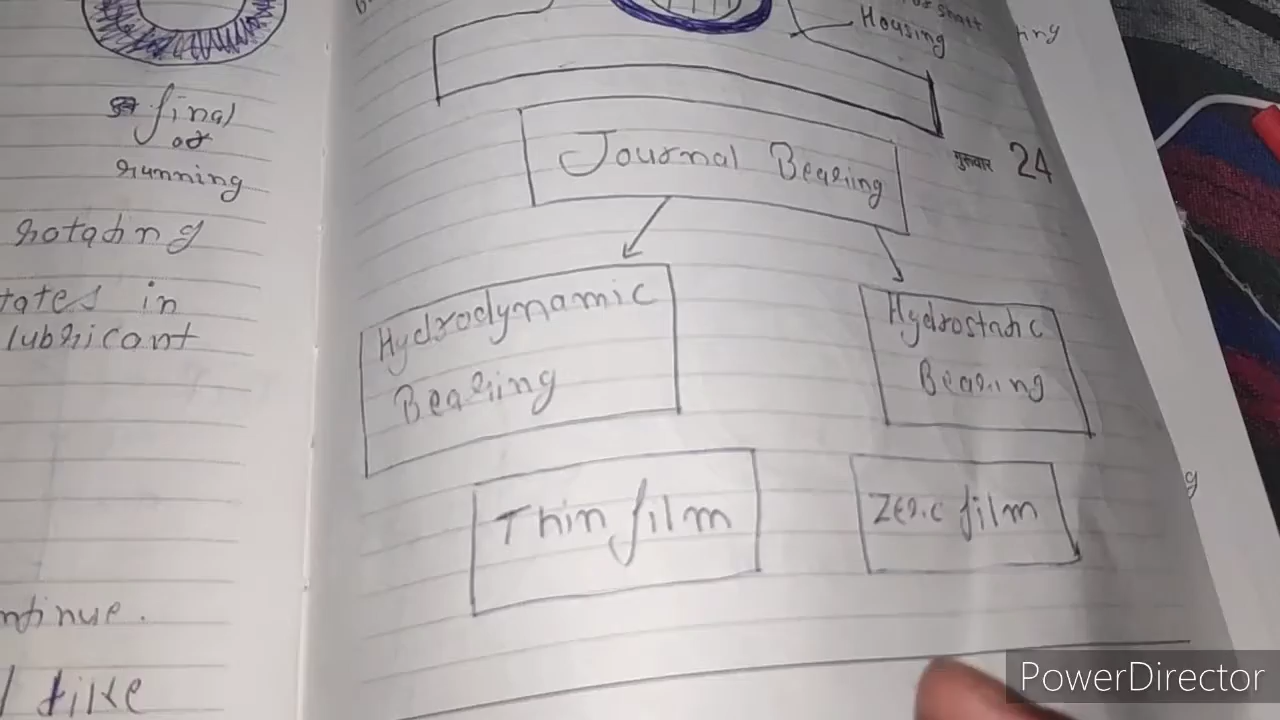 final
or
running
rotating
tates in
lubricant
ntinue.
Housing
गुरुवार 24
Journal Bearing
Hydrodynamic
Bearing
Hydrostatic
Bearing
Thin film
Zero film
PowerDirector